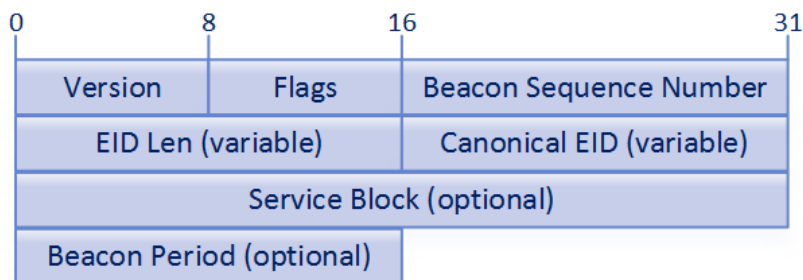 0 8 16 31
Version Flags Beacon Sequence Number
EID Len (variable) Canonical EID (variable)
Service Block (optional)
Beacon Period (optional)